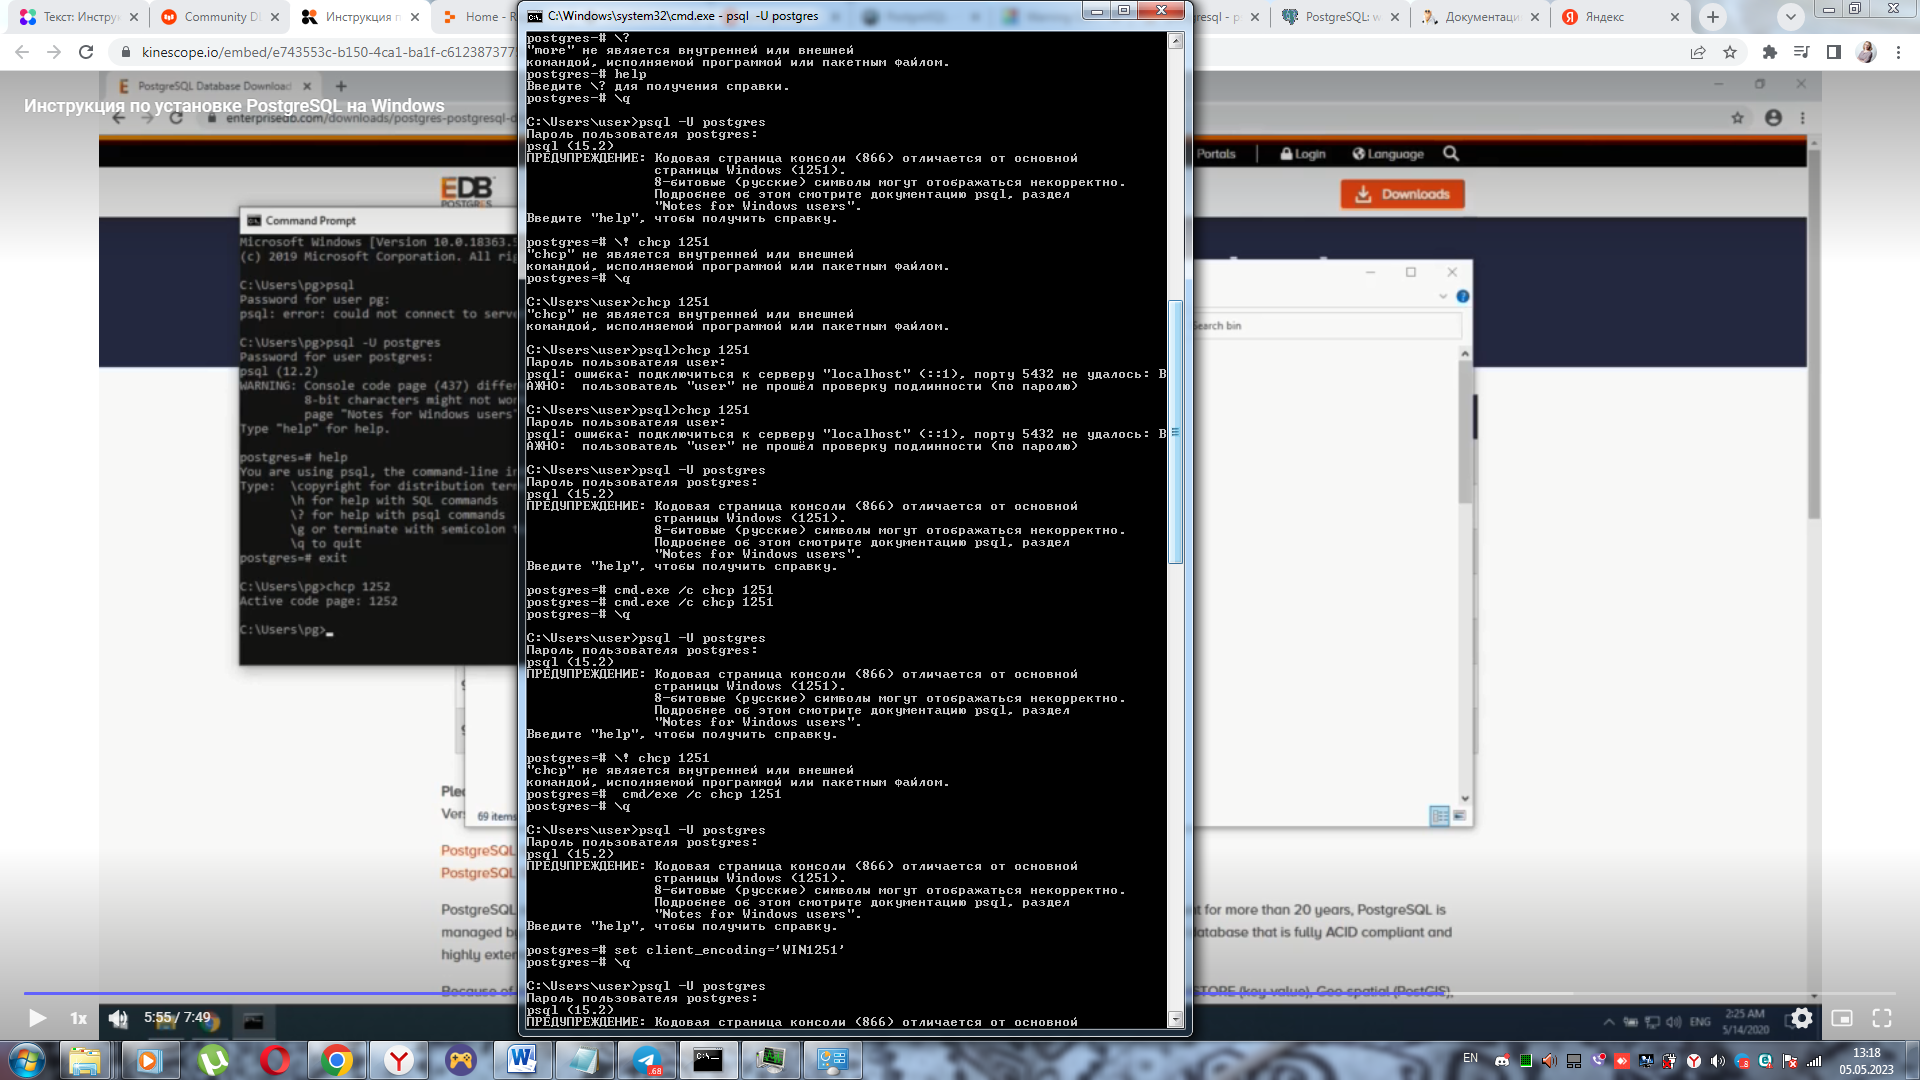 Текст: Инструк
Community D
Инструкция п
Home - R
C:\Windows\system32\cmd.exe - psql -U postgres
resql - p
PostgreSQL: w
Документаци
Яндекс
kinescope.io/embed/e743553c-b150-4ca1-ba1f-c612387377
PostgreSQL Database Download
Инструкция по установке PostgreSQL на Windows
enterprisedb.com/downloads/postgres-postgresql-d
Portals
Login
Language
EDB
POSTGRES
Downloads
Command Prompt
Microsoft Windows [Version 10.0.18363.5
(c) 2019 Microsoft Corporation. All rig
C:\Users\pg>psql
Password for user pg:
psql: error: could not connect to serve
C:\Users\pg>psql -U postgres
Password for user postgres:
psql (12.2)
WARNING: Console code page (437) differ
8-bit characters might not wor
page "Notes for Windows users"
Type "help" for help.
postgres=# help
You are using psql, the command-line in
Type:  \copyright for distribution term
\h for help with SQL commands
\? for help with psql commands
\g or terminate with semicolon t
\q to quit
postgres=# exit
C:\Users\pg>chcp 1252
Active code page: 1252
C:\Users\pg>
postgres-# \?
"more" не является внутренней или внешней
командой, исполняемой программой или пакетным файлом.
postgres-# help
Введите \? для получения справки.
postgres-# \q
C:\Users\user>psql -U postgres
Пароль пользователя postgres:
psql (15.2)
ПРЕДУПРЕЖДЕНИЕ: Кодовая страница консоли (866) отличается от основной
страницы Windows (1251).
8-битовые (русские) символы могут отображаться некорректно.
Подробнее об этом смотрите документацию psql, раздел
"Notes for Windows users".
Введите "help", чтобы получить справку.
postgres=# \! chcp 1251
"chcp" не является внутренней или внешней
командой, исполняемой программой или пакетным файлом.
postgres=# \q
C:\Users\user>chcp 1251
"chcp" не является внутренней или внешней
командой, исполняемой программой или пакетным файлом.
C:\Users\user>psql>chcp 1251
Пароль пользователя user:
psql: ошибка: подключиться к серверу "localhost" (::1), порту 5432 не удалось: В
АЖНО:  пользователь "user" не прошёл проверку подлинности (по паролю)
C:\Users\user>psql>chcp 1251
Пароль пользователя user:
psql: ошибка: подключиться к серверу "localhost" (::1), порту 5432 не удалось: В
АЖНО:  пользователь "user" не прошёл проверку подлинности (по паролю)
C:\Users\user>psql -U postgres
Пароль пользователя postgres:
psql (15.2)
ПРЕДУПРЕЖДЕНИЕ: Кодовая страница консоли (866) отличается от основной
страницы Windows (1251).
8-битовые (русские) символы могут отображаться некорректно.
Подробнее об этом смотрите документацию psql, раздел
"Notes for Windows users".
Введите "help", чтобы получить справку.
postgres=# cmd.exe /c chcp 1251
postgres-# cmd.exe /c chcp 1251
postgres-# \q
C:\Users\user>psql -U postgres
Пароль пользователя postgres:
psql (15.2)
ПРЕДУПРЕЖДЕНИЕ: Кодовая страница консоли (866) отличается от основной
страницы Windows (1251).
8-битовые (русские) символы могут отображаться некорректно.
Подробнее об этом смотрите документацию psql, раздел
"Notes for Windows users".
Введите "help", чтобы получить справку.
postgres=# \! chcp 1251
"chcp" не является внутренней или внешней
командой, исполняемой программой или пакетным файлом.
postgres=#  cmd/exe /c chcp 1251
postgres-# \q
C:\Users\user>psql -U postgres
Пароль пользователя postgres:
psql (15.2)
ПРЕДУПРЕЖДЕНИЕ: Кодовая страница консоли (866) отличается от основной
страницы Windows (1251).
8-битовые (русские) символы могут отображаться некорректно.
Подробнее об этом смотрите документацию psql, раздел
"Notes for Windows users".
Введите "help", чтобы получить справку.
postgres=# set client_encoding='WIN1251'
postgres-# \q
C:\Users\user>psql -U postgres
Пароль пользователя postgres:
psql (15.2)
ПРЕДУПРЕЖДЕНИЕ: Кодовая страница консоли (866) отличается от основной
Search bin
Plea
Vers
69 items
PostgreSQL
PostgreSQL
PostgreSQL
t for more than 20 years, PostgreSQL is
managed by
database that is fully ACID compliant and
highly exten
Because of
STORE (key-value), Geo-spatial (PostGIS),
1x
5:55 / 7:49
ENG
2:25 AM
5/14/2020
.68
EN
13:18
05.05.2023